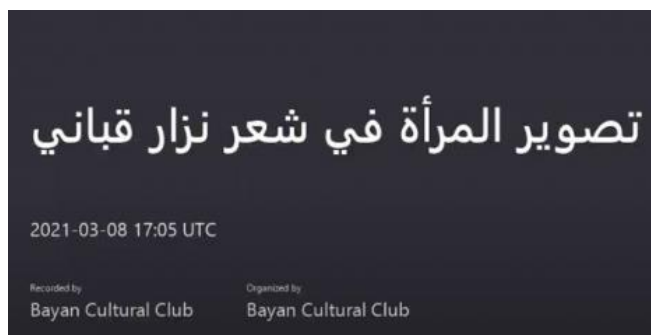 تصوير المرأة في شعر نزار قباني
2021-03-08 17:05 UTC
Recorded by
Organized by
Bayan Cultural Club
Bayan Cultural Club